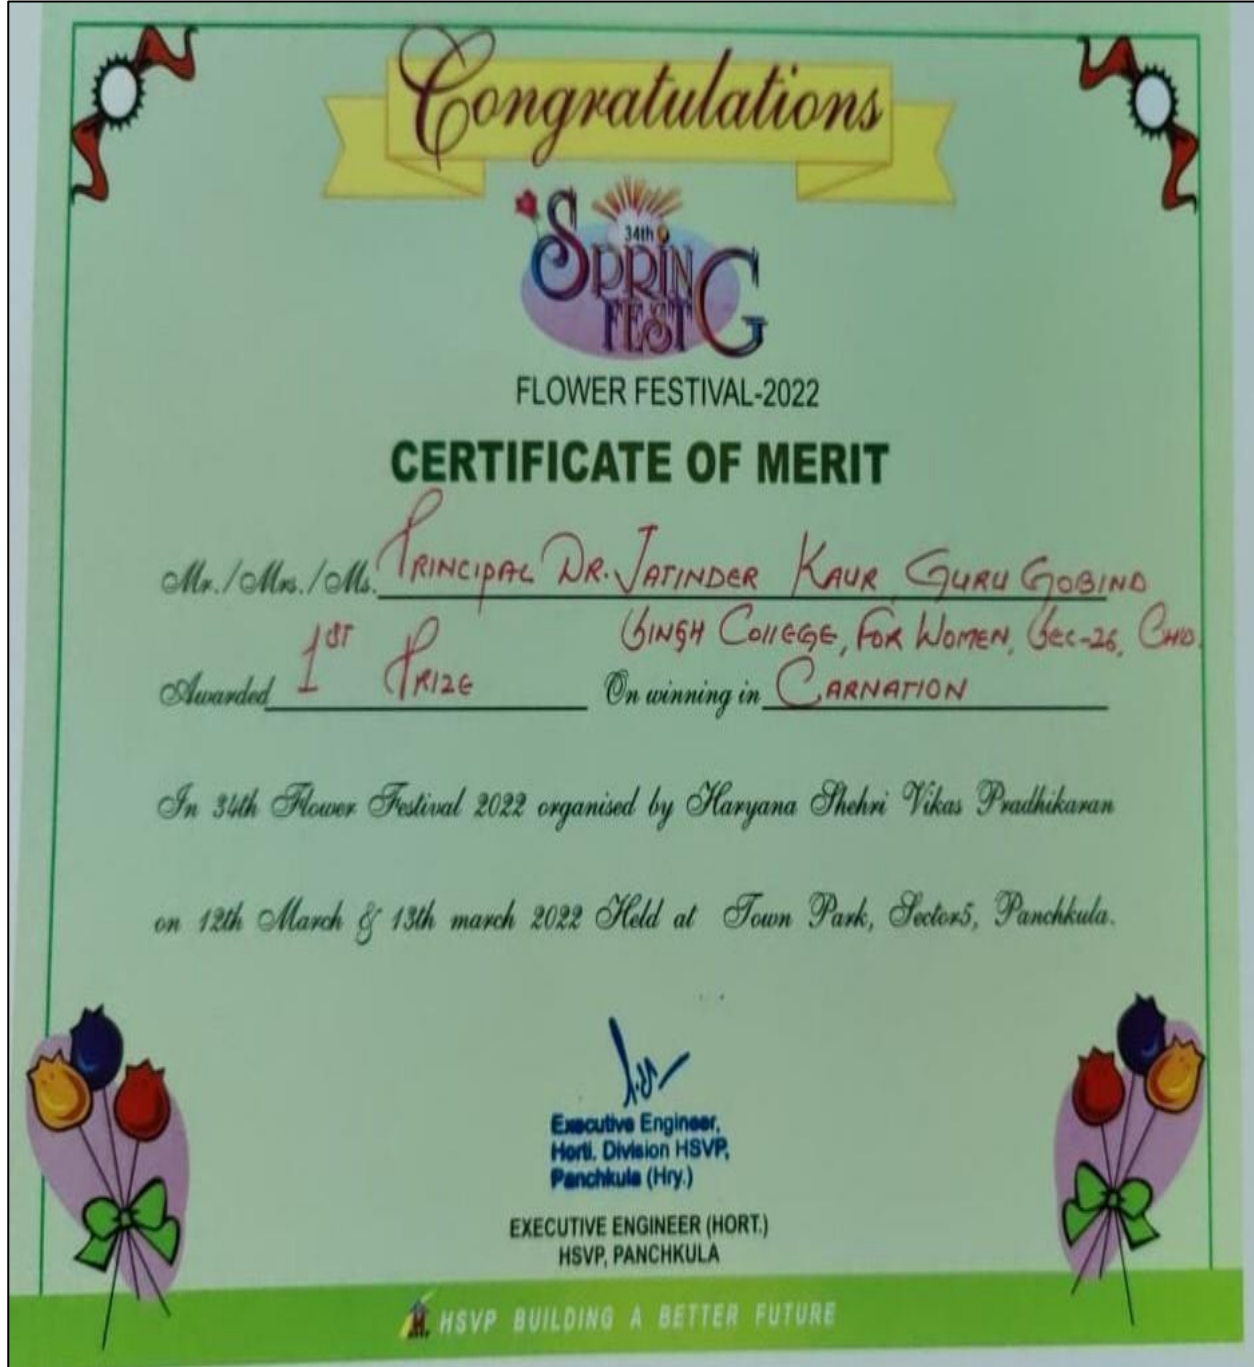 Congratulations
34th
SPRING
FEST
FLOWER FESTIVAL-2022
CERTIFICATE OF MERIT
Mr./Mrs./Ms. PRINCIPAL DR. JATINDER KAUR GURU GOBIND
SINGH COllEGE, FOR WOMEN, Sec-26, CHD.
Awarded 1ST PRIZE On winning in CARNATION
In 34th Flower Festival 2022 organised by Haryana Shehri Vikas Pradhikaran
on 12th March & 13th march 2022 Held at Town Park, Sector5, Panchkula.
Executive Engineer,
Horti. Division HSVP,
Panchkula (Hry.)
EXECUTIVE ENGINEER (HORT.)
HSVP, PANCHKULA
HSVP BUILDING A BETTER FUTURE